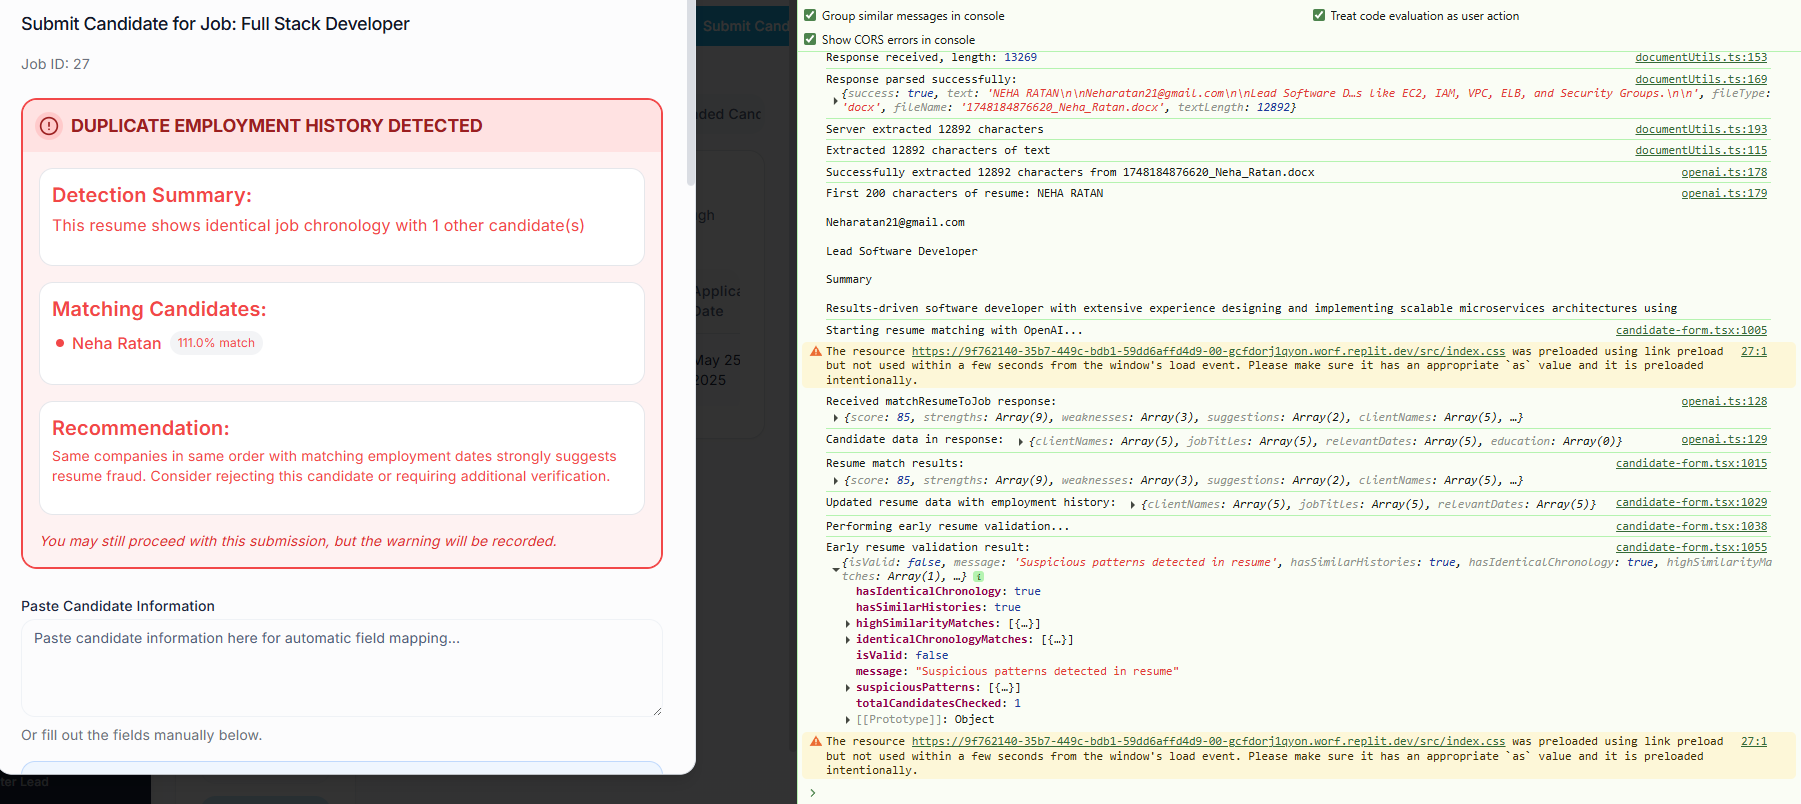 Submit Candidate for Job: Full Stack Developer
Job ID: 27
DUPLICATE EMPLOYMENT HISTORY DETECTED
Detection Summary:
This resume shows identical job chronology with 1 other candidate(s)
Matching Candidates:
Neha Ratan 111.0% match
Recommendation:
Same companies in same order with matching employment dates strongly suggests
resume fraud. Consider rejecting this candidate or requiring additional verification.
You may still proceed with this submission, but the warning will be recorded.
Paste Candidate Information
Paste candidate information here for automatic field mapping...
Or fill out the fields manually below.
ter Lead
Submit Cand
ded Canc
gh
Applica
Date
May 25
2025
Group similar messages in console
Treat code evaluation as user action
Show CORS errors in console
Response received, length: 13269 documentUtils.ts:153
Response parsed successfully: documentUtils.ts:169
{success: true, text: 'NEHA RATAN\n\nNeharatan21@gmail.com\n\nLead Software D…s like EC2, IAM, VPC, ELB, and Security Groups.\n\n', fileType:
'docx', fileName: '1748184876620_Neha_Ratan.docx', textLength: 12892}
Server extracted 12892 characters documentUtils.ts:193
Extracted 12892 characters of text documentUtils.ts:115
Successfully extracted 12892 characters from 1748184876620_Neha_Ratan.docx openai.ts:178
First 200 characters of resume: NEHA RATAN openai.ts:179
Neharatan21@gmail.com
Lead Software Developer
Summary
Results-driven software developer with extensive experience designing and implementing scalable microservices architectures using
Starting resume matching with OpenAI... candidate-form.tsx:1005
The resource https://9f762140-35b7-449c-bdb1-59dd6affd4d9-00-gcfdorj1qyon.worf.replit.dev/src/index.css was preloaded using link preload 27:1
but not used within a few seconds from the window's load event. Please make sure it has an appropriate `as` value and it is preloaded
intentionally.
Received matchResumeToJob response: openai.ts:128
{score: 85, strengths: Array(9), weaknesses: Array(3), suggestions: Array(2), clientNames: Array(5), …}
Candidate data in response: {clientNames: Array(5), jobTitles: Array(5), relevantDates: Array(5), education: Array(0)} openai.ts:129
Resume match results: candidate-form.tsx:1015
{score: 85, strengths: Array(9), weaknesses: Array(3), suggestions: Array(2), clientNames: Array(5), …}
Updated resume data with employment history: {clientNames: Array(5), jobTitles: Array(5), relevantDates: Array(5)} candidate-form.tsx:1029
Performing early resume validation... candidate-form.tsx:1038
Early resume validation result: candidate-form.tsx:1055
{isValid: false, message: 'Suspicious patterns detected in resume', hasSimilarHistories: true, hasIdenticalChronology: true, highSimilarityMa
tches: Array(1), …} i
hasIdenticalChronology: true
hasSimilarHistories: true
highSimilarityMatches: [{…}]
identicalChronologyMatches: [{…}]
isValid: false
message: "Suspicious patterns detected in resume"
suspiciousPatterns: [{…}]
totalCandidatesChecked: 1
[[Prototype]]: Object
The resource https://9f762140-35b7-449c-bdb1-59dd6affd4d9-00-gcfdorj1qyon.worf.replit.dev/src/index.css was preloaded using link preload 27:1
but not used within a few seconds from the window's load event. Please make sure it has an appropriate `as` value and it is preloaded
intentionally.